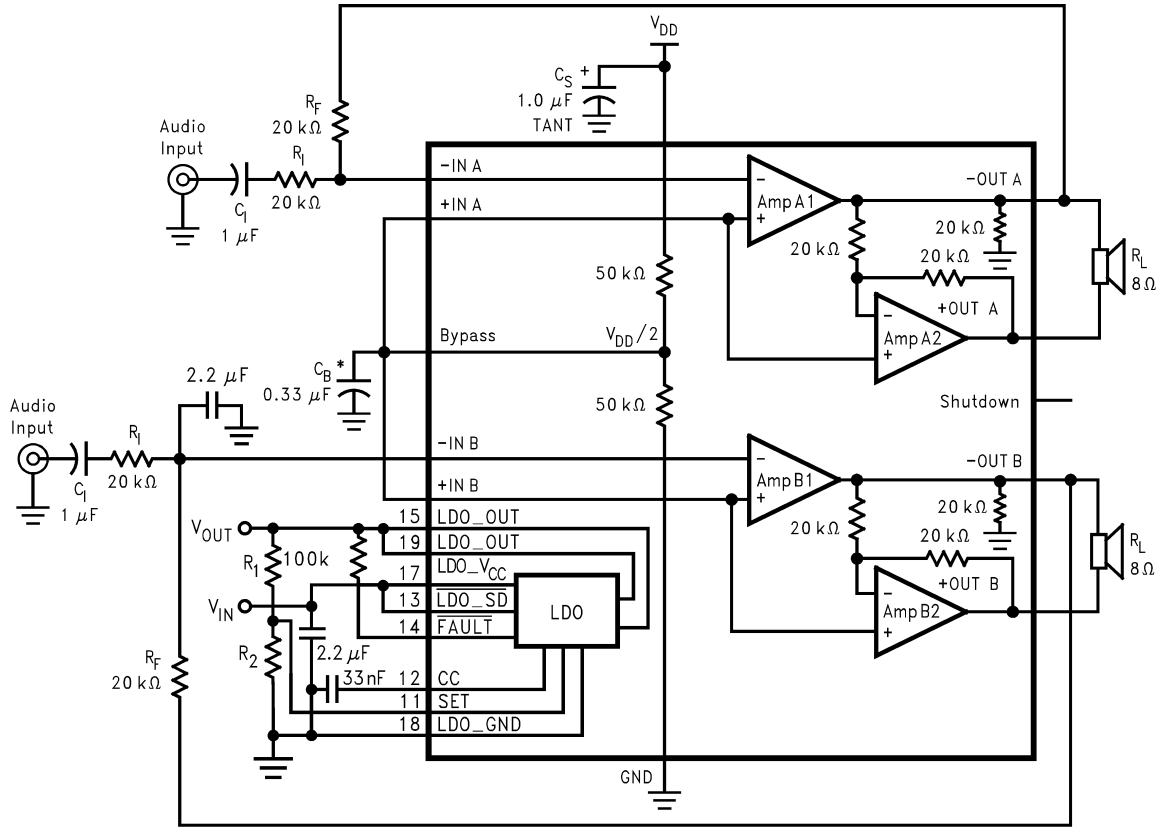 V_DD
C_S +
1.0 μF
TANT
R_F
20 kΩ
Audio
Input
R_I
20 kΩ
C_I
1 μF
-IN A
+IN A
Amp A1
-
+
-OUT A
20 kΩ
20 kΩ
20 kΩ
R_L
8Ω
50 kΩ
+OUT A
-
Amp A2
+
Bypass
V_DD/2
C_B *
0.33 μF
2.2 μF
50 kΩ
Shutdown
Audio
Input
R_I
20 kΩ
C_I
1 μF
-IN B
+IN B
-
Amp B1
+
-OUT B
20 kΩ
20 kΩ
20 kΩ
R_L
8Ω
+OUT B
-
Amp B2
+
V_OUT
15 LDO_OUT
R_1
100k
19 LDO_OUT
17 LDO_V_CC
V_IN
13 L̅D̅O̅_̅S̅D̅
LDO
14 F̅A̅U̅L̅T̅
R_2
2.2 μF
33nF
12 CC
11 SET
18 LDO_GND
R_F
20 kΩ
GND